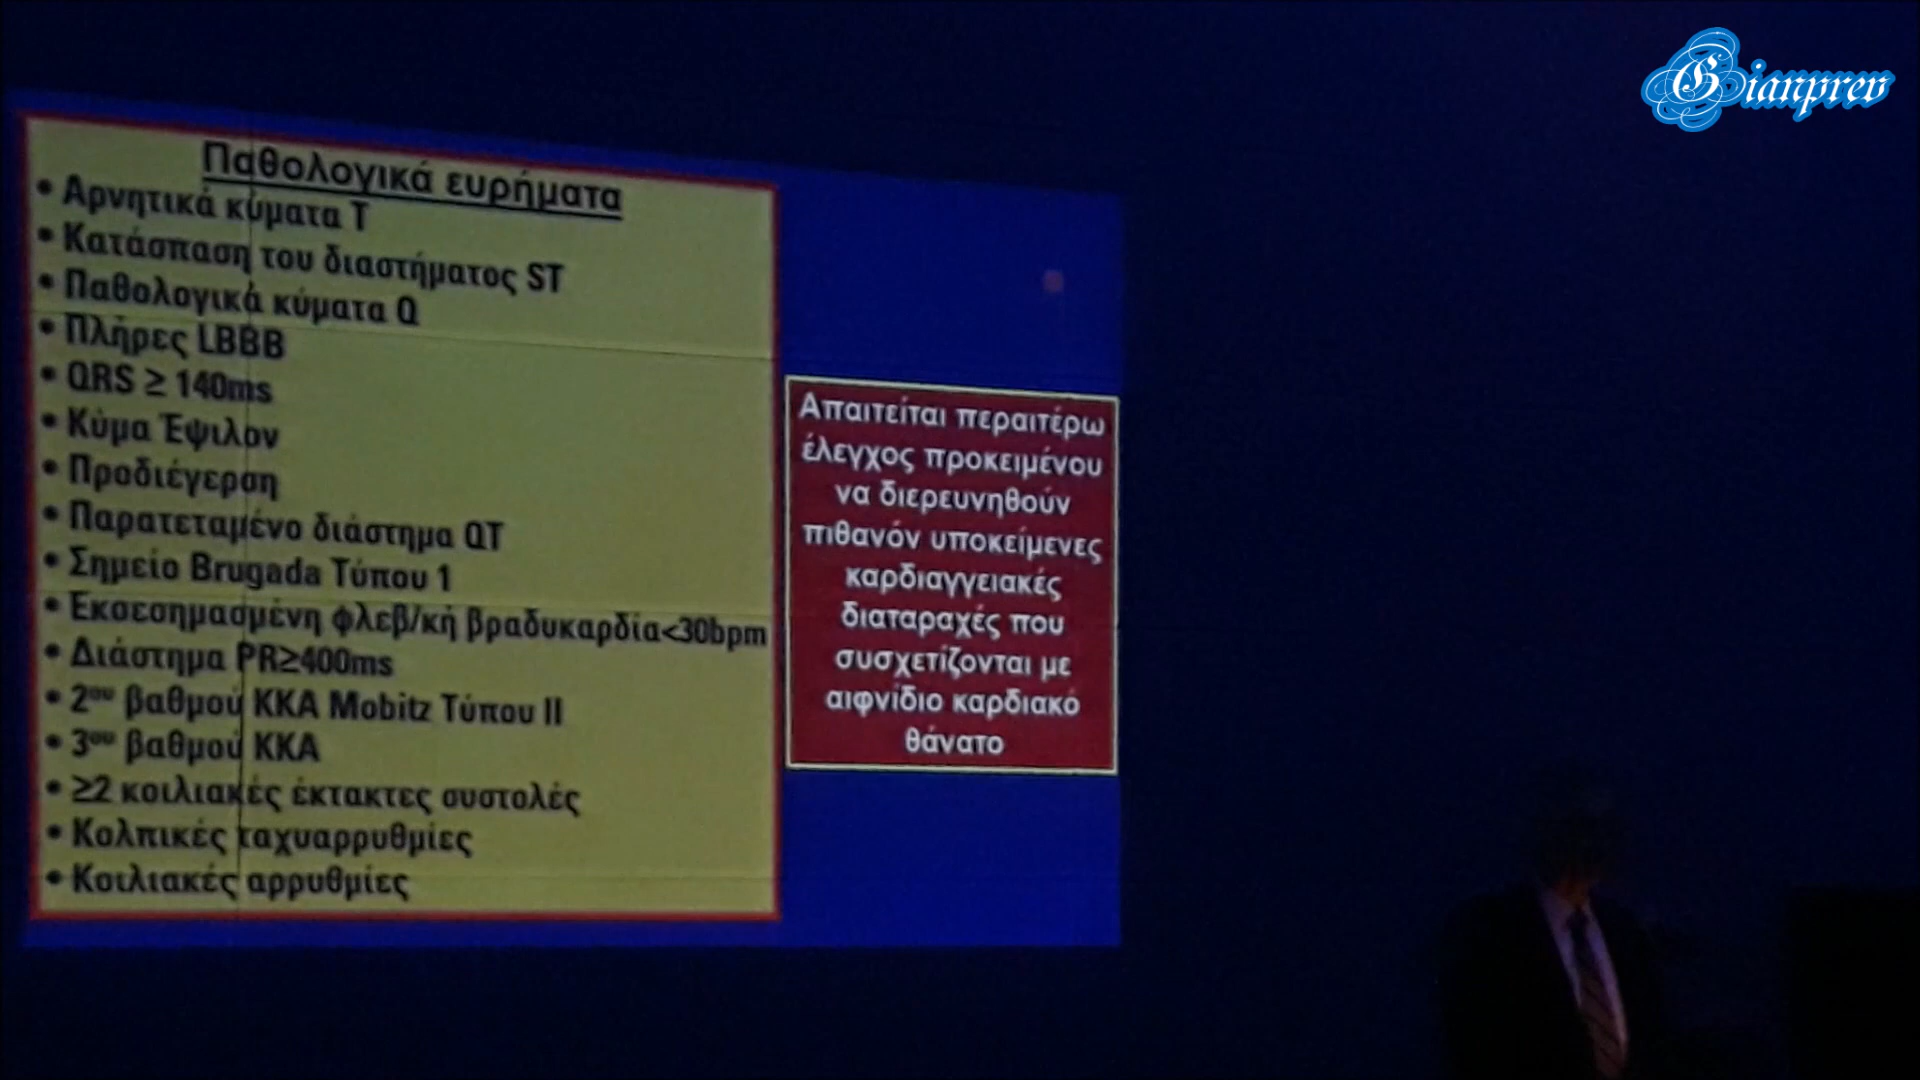 Gianprev
Παθολογικά ευρήματα
• Αρνητικά κύματα Τ
• Κατάσπαση του διαστήματος ST
• Παθολογικά κύματα Q
• Πλήρες LBBB
• QRS ≥ 140ms
• Κύμα Έψιλον
• Προδιέγερση
• Παρατεταμένο διάστημα QT
• Σημείο Brugada Τύπου 1
• Εκσεσημασμένη φλεβ/κή βραδυκαρδία<30bpm
• Διάστημα PR≥400ms
• 2ου βαθμού ΚΚΑ Mobitz Τύπου ΙΙ
• 3ου βαθμού ΚΚΑ
• ≥2 κοιλιακές έκτακτες συστολές
• Κολπικές ταχυαρρυθμίες
• Κοιλιακές αρρυθμίες
Απαιτείται περαιτέρω
έλεγχος προκειμένου
να διερευνηθούν
πιθανόν υποκείμενες
καρδιαγγειακές
διαταραχές που
συσχετίζονται με
αιφνίδιο καρδιακό
θάνατο